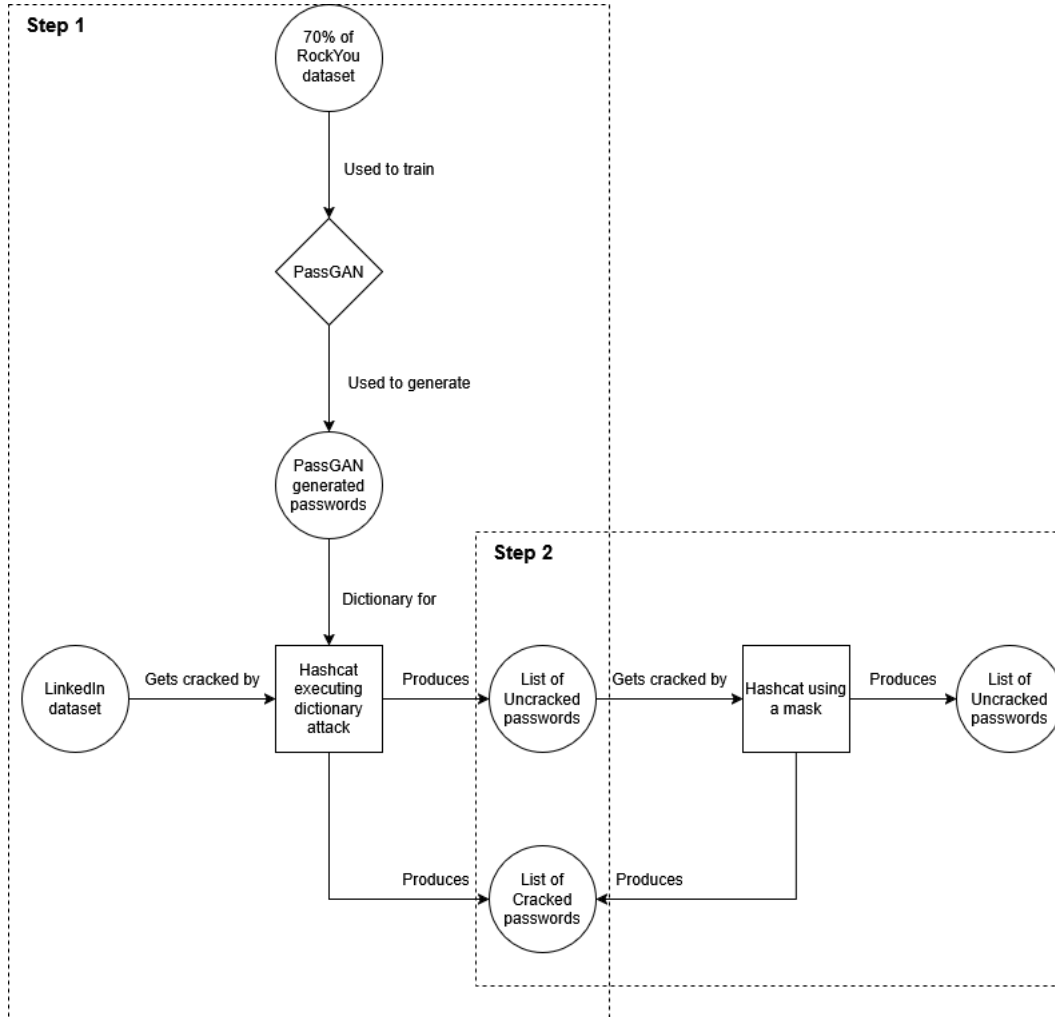 Step 1
70% of
RockYou
dataset
Used to train
PassGAN
Used to generate
PassGAN
generated
passwords
Step 2
Dictionary for
LinkedIn
dataset
Gets cracked by
Hashcat
executing
dictionary
attack
Produces
List of
Uncracked
passwords
Gets cracked by
Hashcat using
a mask
Produces
List of
Uncracked
passwords
Produces
List of
Cracked
passwords
Produces